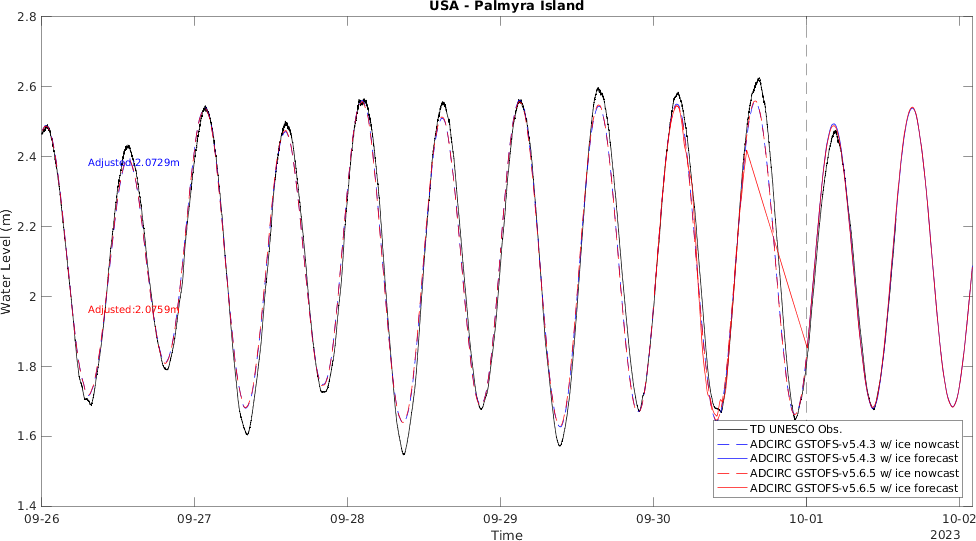 USA - Palmyra Island
2.8
2.6
2.4
2.2
2
1.8
1.6
1.4
Water Level (m)
Adjusted:2.0729m
Adjusted:2.0759m
TD UNESCO Obs.
ADCIRC GSTOFS-v5.4.3 w/ ice nowcast
ADCIRC GSTOFS-v5.4.3 w/ ice forecast
ADCIRC GSTOFS-v5.6.5 w/ ice nowcast
ADCIRC GSTOFS-v5.6.5 w/ ice forecast
09-26 09-27 09-28 09-29 09-30 10-01 10-02
Time 2023